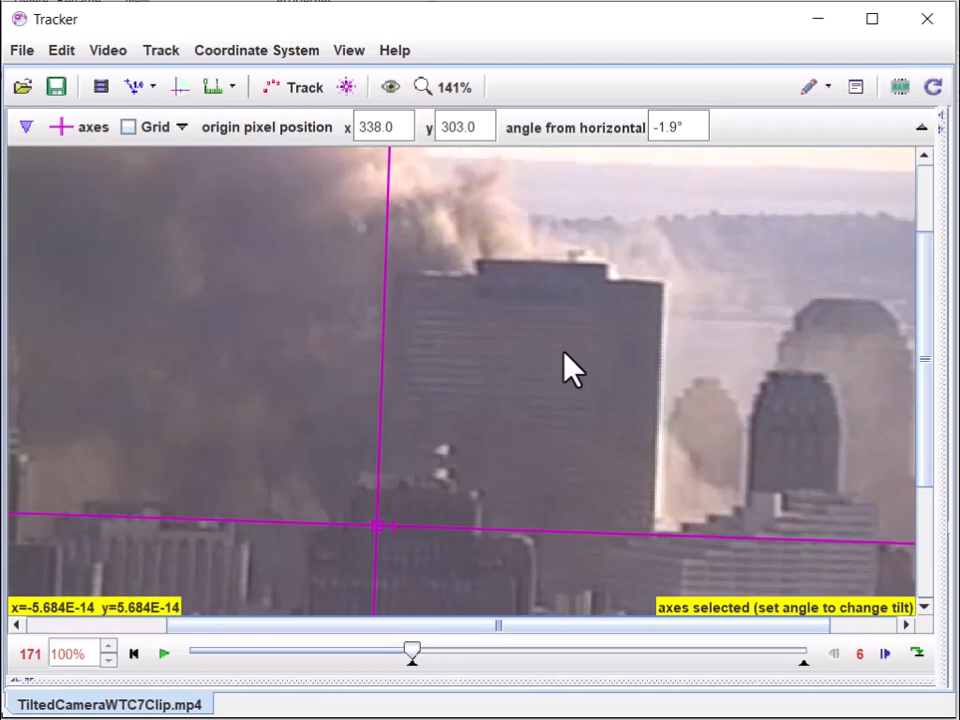 Tracker
File Edit Video Track Coordinate System View Help
Track 141%
axes Grid origin pixel position x 338.0 y 303.0 angle from horizontal -1.9°
x=-5.684E-14 y=5.684E-14 axes selected (set angle to change tilt)
171 100% 6
TiltedCameraWTC7Clip.mp4